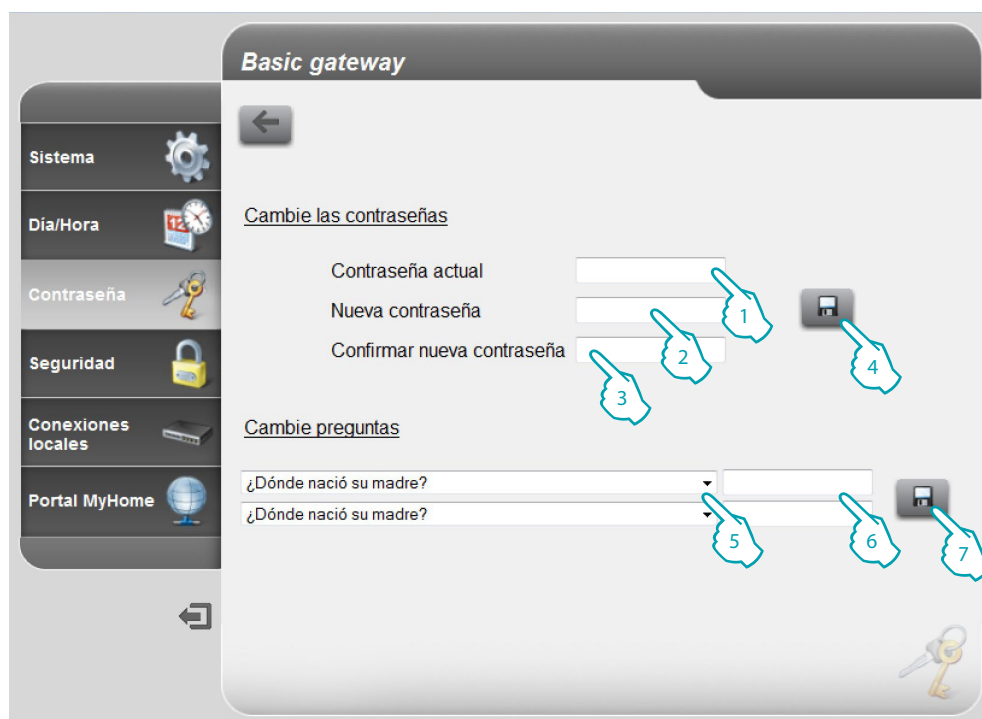 Basic gateway
Sistema
Día/Hora
12
Contraseña
Seguridad
Conexiones
locales
Portal MyHome
Cambie las contraseñas
Contraseña actual
Nueva contraseña
Confirmar nueva contraseña
1
2
3
4
Cambie preguntas
¿Dónde nació su madre?
¿Dónde nació su madre?
5
6
7